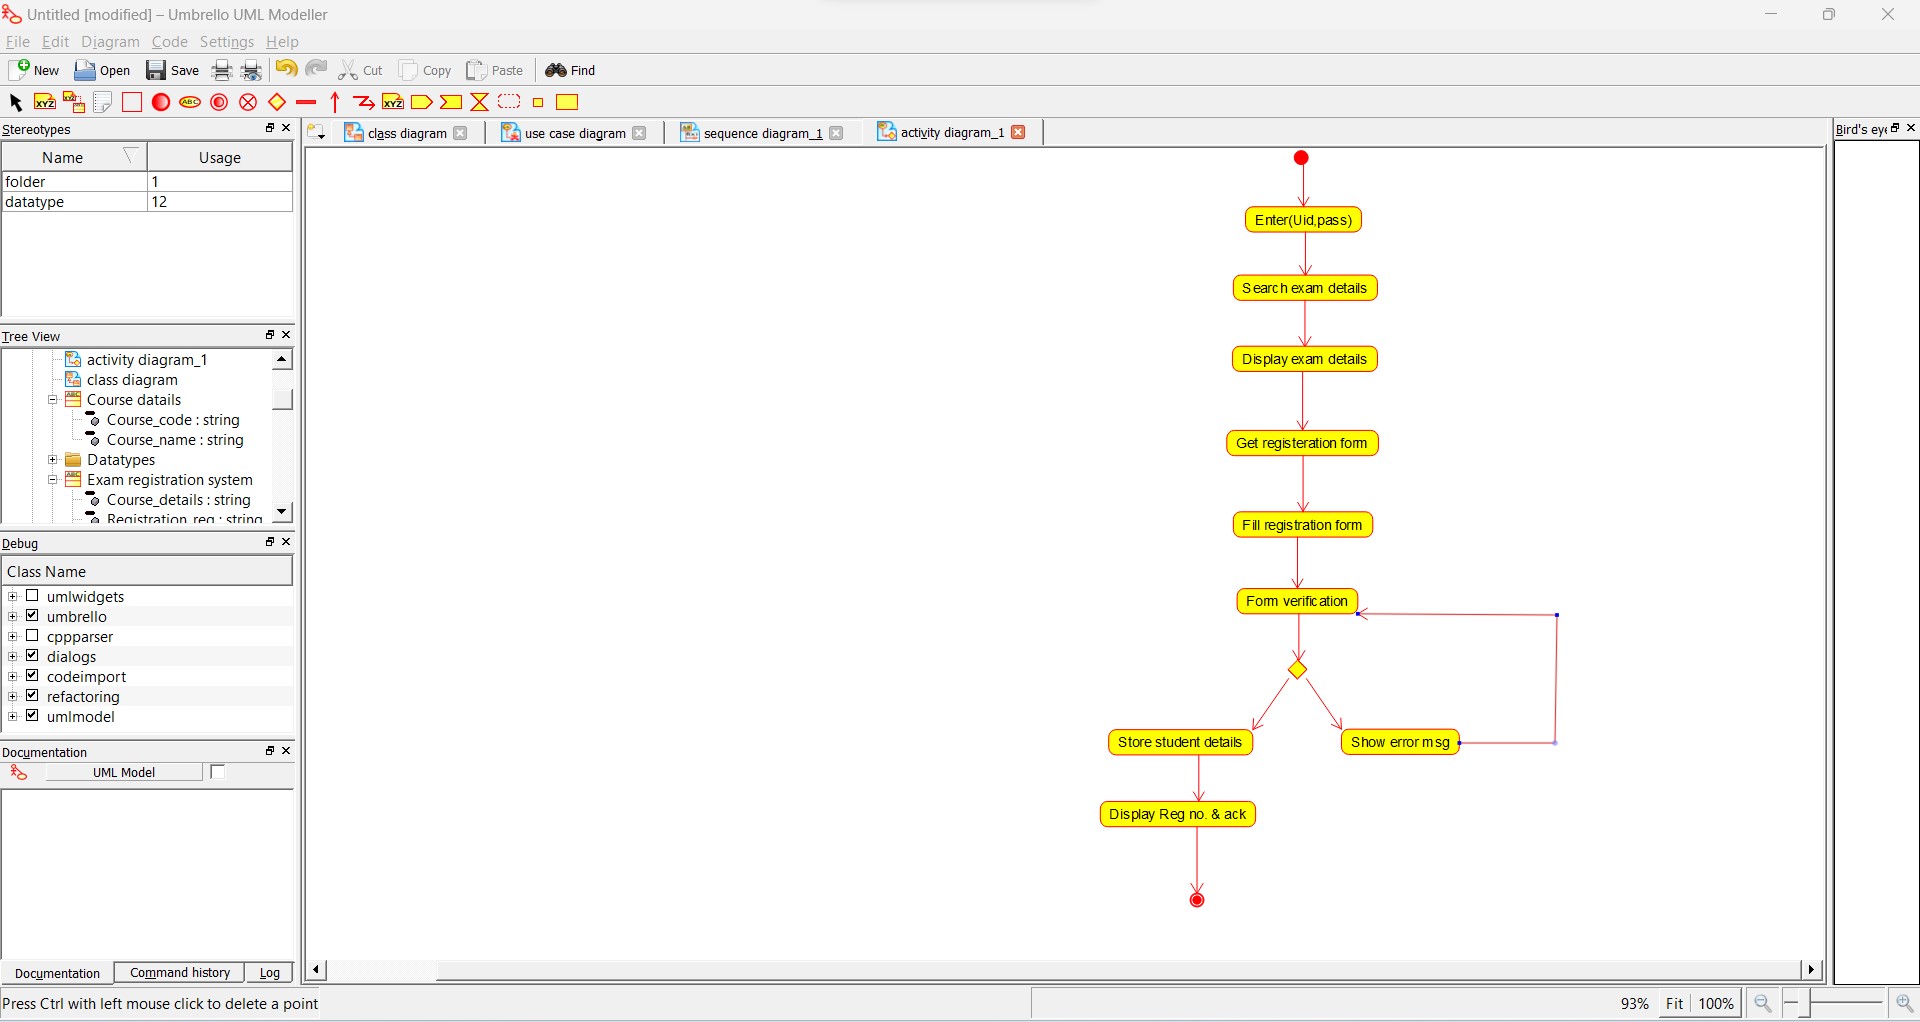 Untitled [modified] – Umbrello UML Modeller
File Edit Diagram Code Settings Help
New Open Save Cut Copy Paste Find
XYZ XYZ ABC XYZ
Stereotypes
Name Usage
folder 1
datatype 12
Tree View
activity diagram_1
class diagram
Course datails
Course_code : string
Course_name : string
Datatypes
Exam registration system
Course_details : string
Registration_req : string
Debug
Class Name
umlwidgets
umbrello
cppparser
dialogs
codeimport
refactoring
umlmodel
Documentation
UML Model
Documentation Command history Log
class diagram use case diagram sequence diagram_1 activity diagram_1
Enter(Uid,pass)
Search exam details
Display exam details
Get registeration form
Fill registration form
Form verification
Store student details Show error msg
Display Reg no. & ack
Bird's eye
Press Ctrl with left mouse click to delete a point
93% Fit 100%